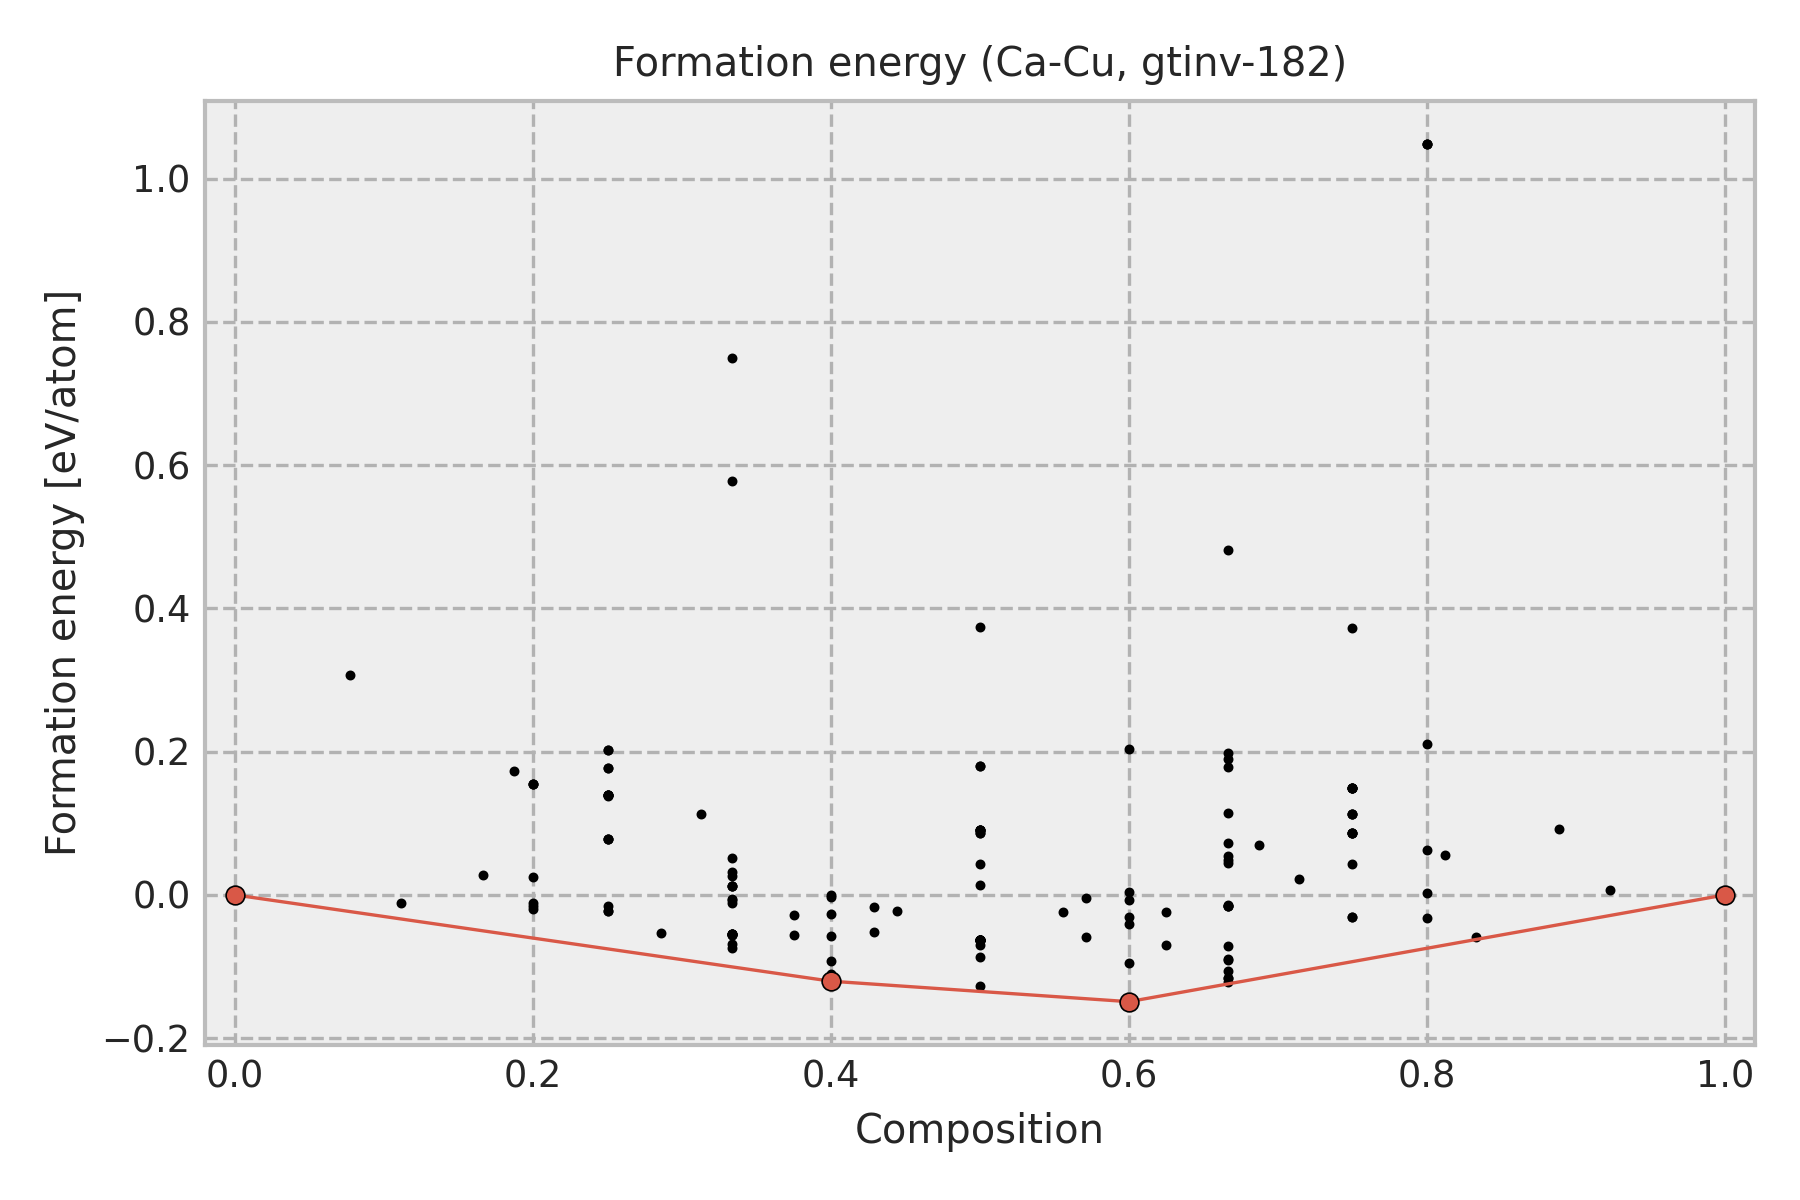 Formation energy (Ca-Cu, gtinv-182)
Formation energy [eV/atom]
1.0
0.8
0.6
0.4
0.2
0.0
−0.2
0.0 0.2 0.4 0.6 0.8 1.0
Composition